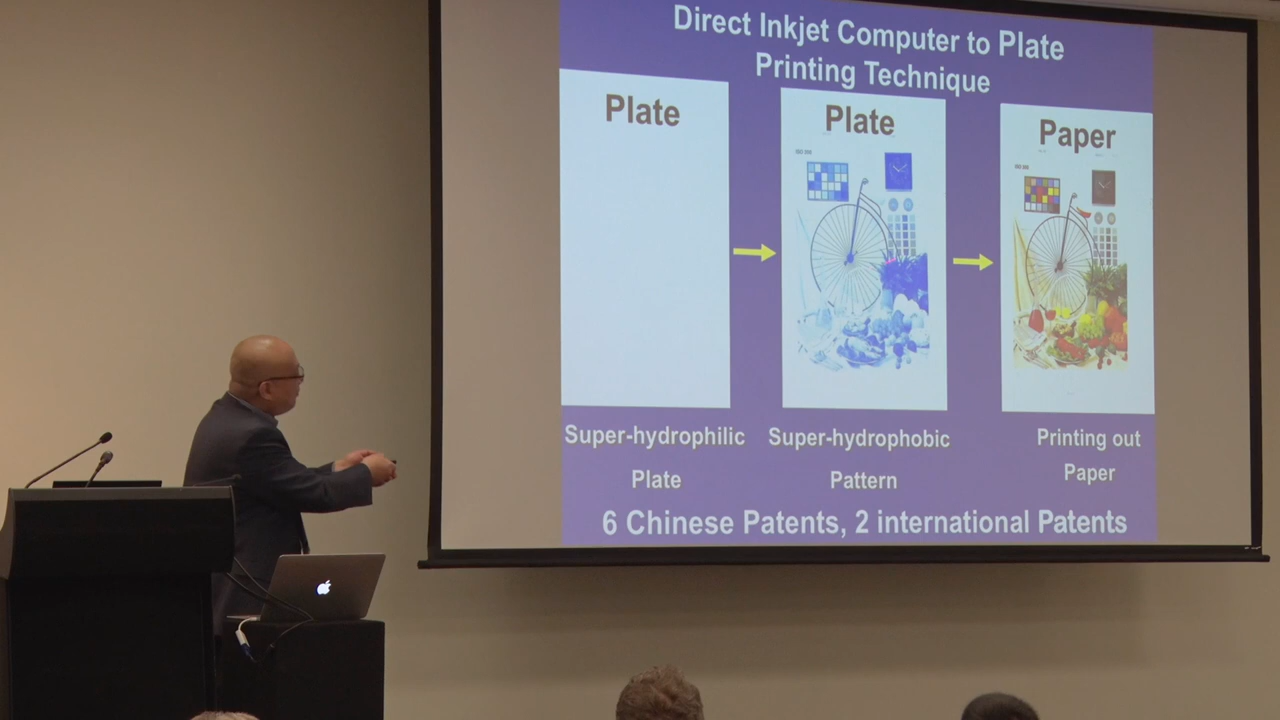 Direct Inkjet Computer to Plate
Printing Technique
Plate
Plate
Paper
Super-hydrophilic
Plate
Super-hydrophobic
Pattern
Printing out
Paper
6 Chinese Patents, 2 international Patents